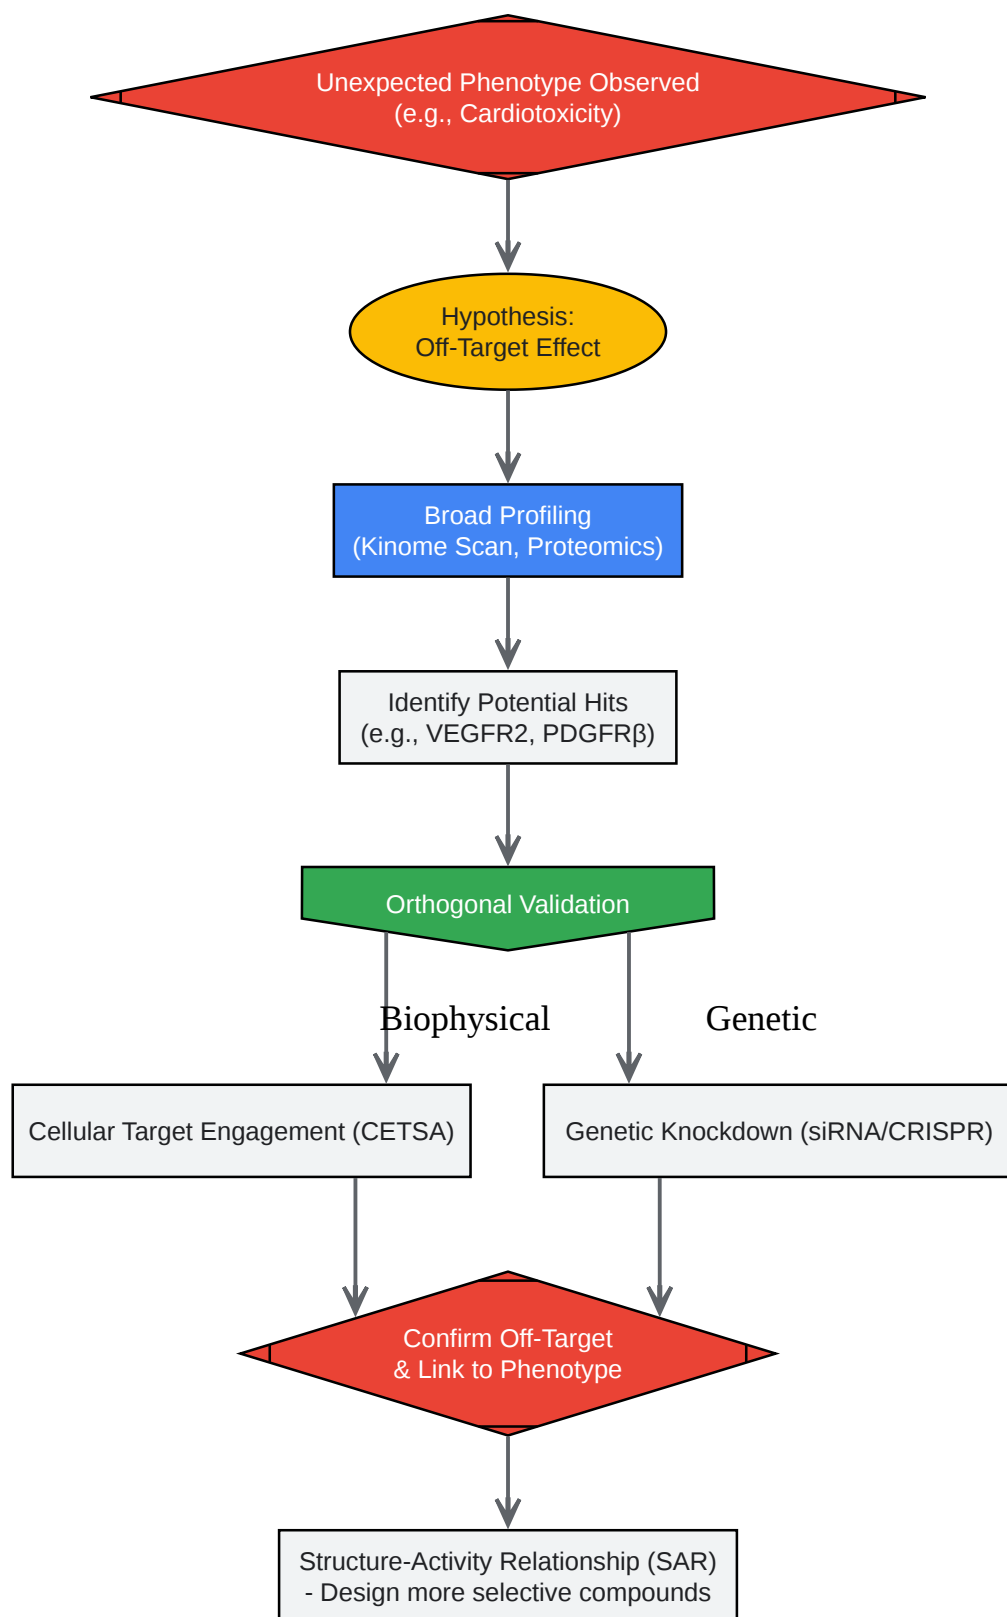 Unexpected Phenotype Observed
(e.g., Cardiotoxicity)
Hypothesis:
Off-Target Effect
Broad Profiling
(Kinome Scan, Proteomics)
Identify Potential Hits
(e.g., VEGFR2, PDGFRβ)
Orthogonal Validation
Biophysical
Genetic
Cellular Target Engagement (CETSA)
Genetic Knockdown (siRNA/CRISPR)
Confirm Off-Target
& Link to Phenotype
Structure-Activity Relationship (SAR)
- Design more selective compounds